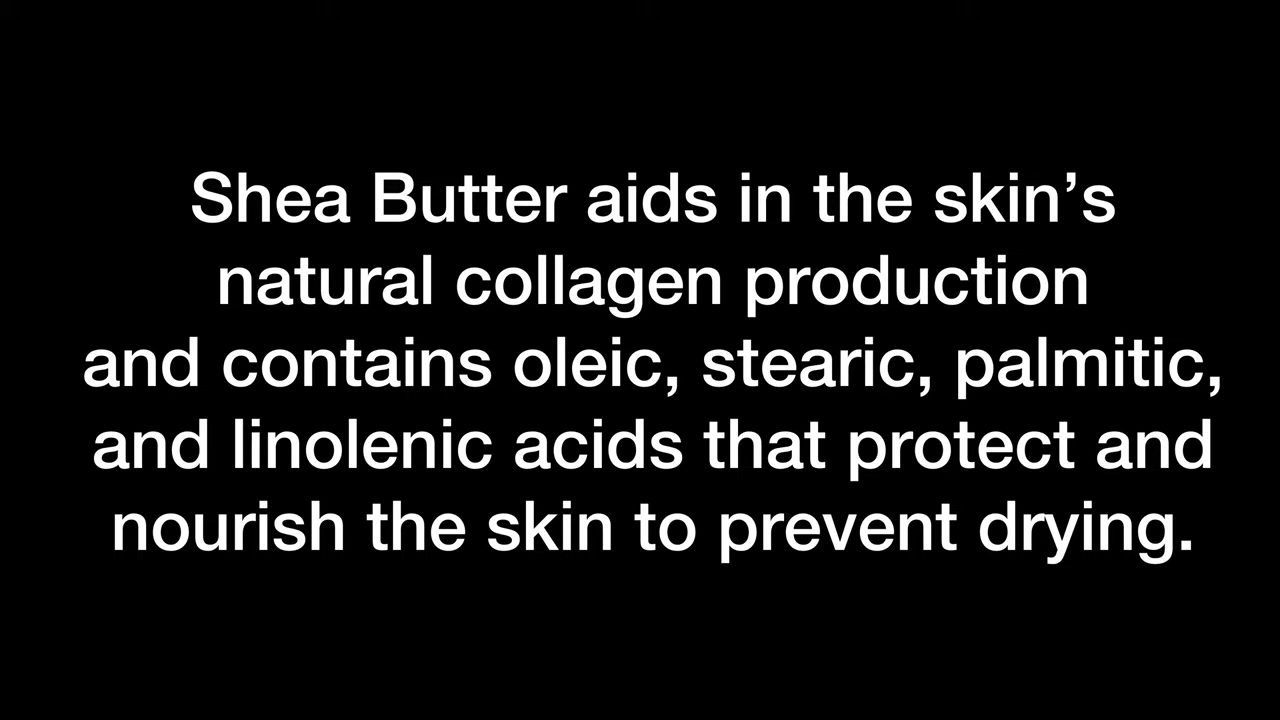 Shea Butter aids in the skin’s
natural collagen production
and contains oleic, stearic, palmitic,
and linolenic acids that protect and
nourish the skin to prevent drying.